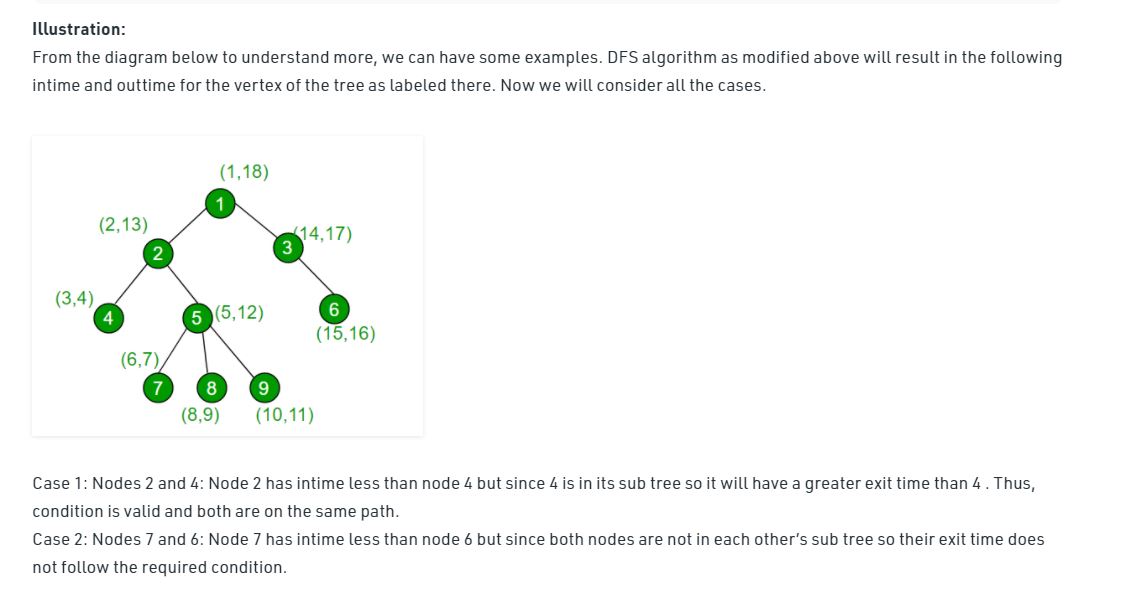 Illustration:
From the diagram below to understand more, we can have some examples. DFS algorithm as modified above will result in the following
intime and outtime for the vertex of the tree as labeled there. Now we will consider all the cases.
(1,18)
1
(2,13)
(14,17)
2
3
(3,4)
4
5
(5,12)
6
(15,16)
(6,7)
7
8
9
(8,9)
(10,11)
Case 1: Nodes 2 and 4: Node 2 has intime less than node 4 but since 4 is in its sub tree so it will have a greater exit time than 4 . Thus,
condition is valid and both are on the same path.
Case 2: Nodes 7 and 6: Node 7 has intime less than node 6 but since both nodes are not in each other’s sub tree so their exit time does
not follow the required condition.